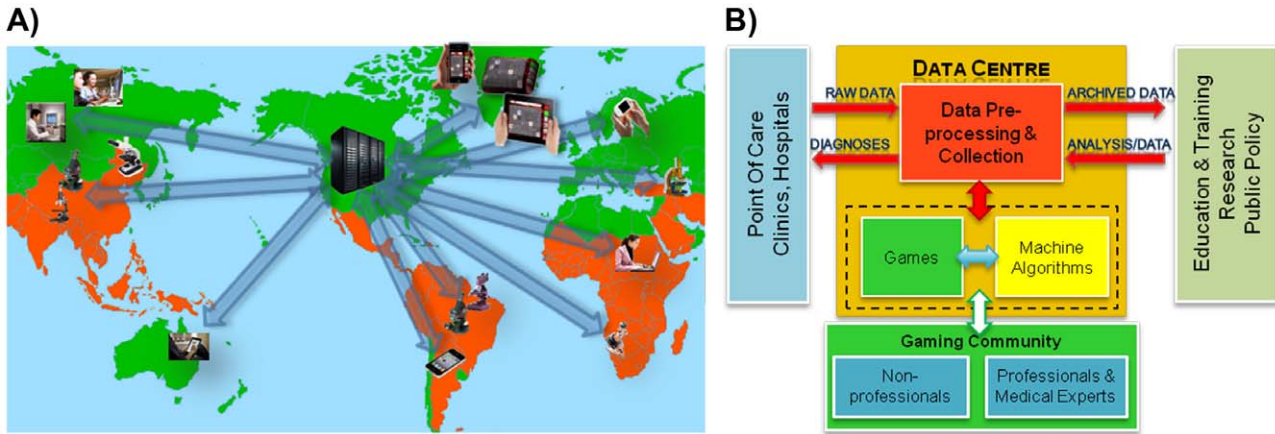 A)
B)
DATA CENTRE
Point Of Care
Clinics, Hospitals
RAW DATA
DIAGNOSES
Data Pre-
processing &
Collection
ARCHIVED DATA
ANALYSIS/DATA
Education & Training
Research
Public Policy
Games
Machine
Algorithms
Gaming Community
Non-
professionals
Professionals &
Medical Experts